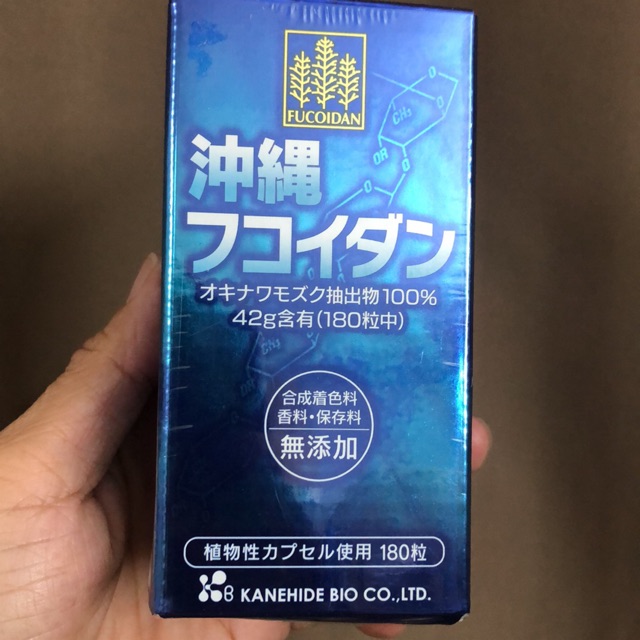 FUCOIDAN
沖縄
フコイダン
オキナワモズク抽出物100%
42g含有(180粒中)
合成着色料
香料・保存料
無添加
植物性カプセル使用 180粒
KB KANEHIDE BIO CO.,LTD.
O
CH₃
O
OR
O